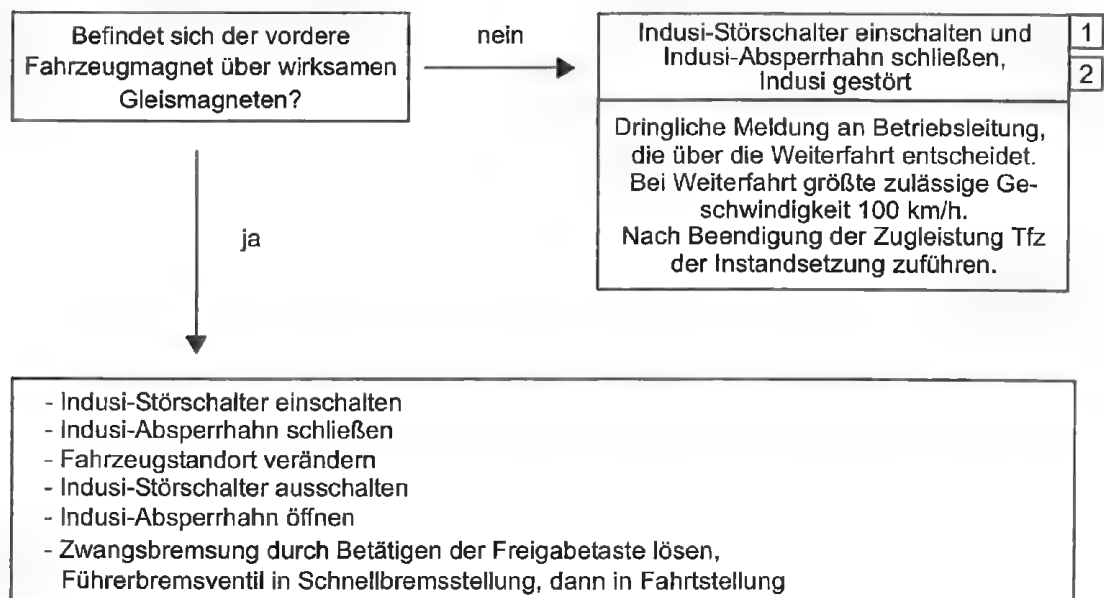 Befindet sich der vordere
Fahrzeugmagnet über wirksamen
Gleismagneten?
nein
Indusi-Störschalter einschalten und
Indusi-Absperrhahn schließen,
Indusi gestört
1
2
Dringliche Meldung an Betriebsleitung,
die über die Weiterfahrt entscheidet.
Bei Weiterfahrt größte zulässige Ge-
schwindigkeit 100 km/h.
Nach Beendigung der Zugleistung Tfz
der Instandsetzung zuführen.
ja
- Indusi-Störschalter einschalten
- Indusi-Absperrhahn schließen
- Fahrzeugstandort verändern
- Indusi-Störschalter ausschalten
- Indusi-Absperrhahn öffnen
- Zwangsbremsung durch Betätigen der Freigabetaste lösen,
Führerbremsventil in Schnellbremsstellung, dann in Fahrtstellung